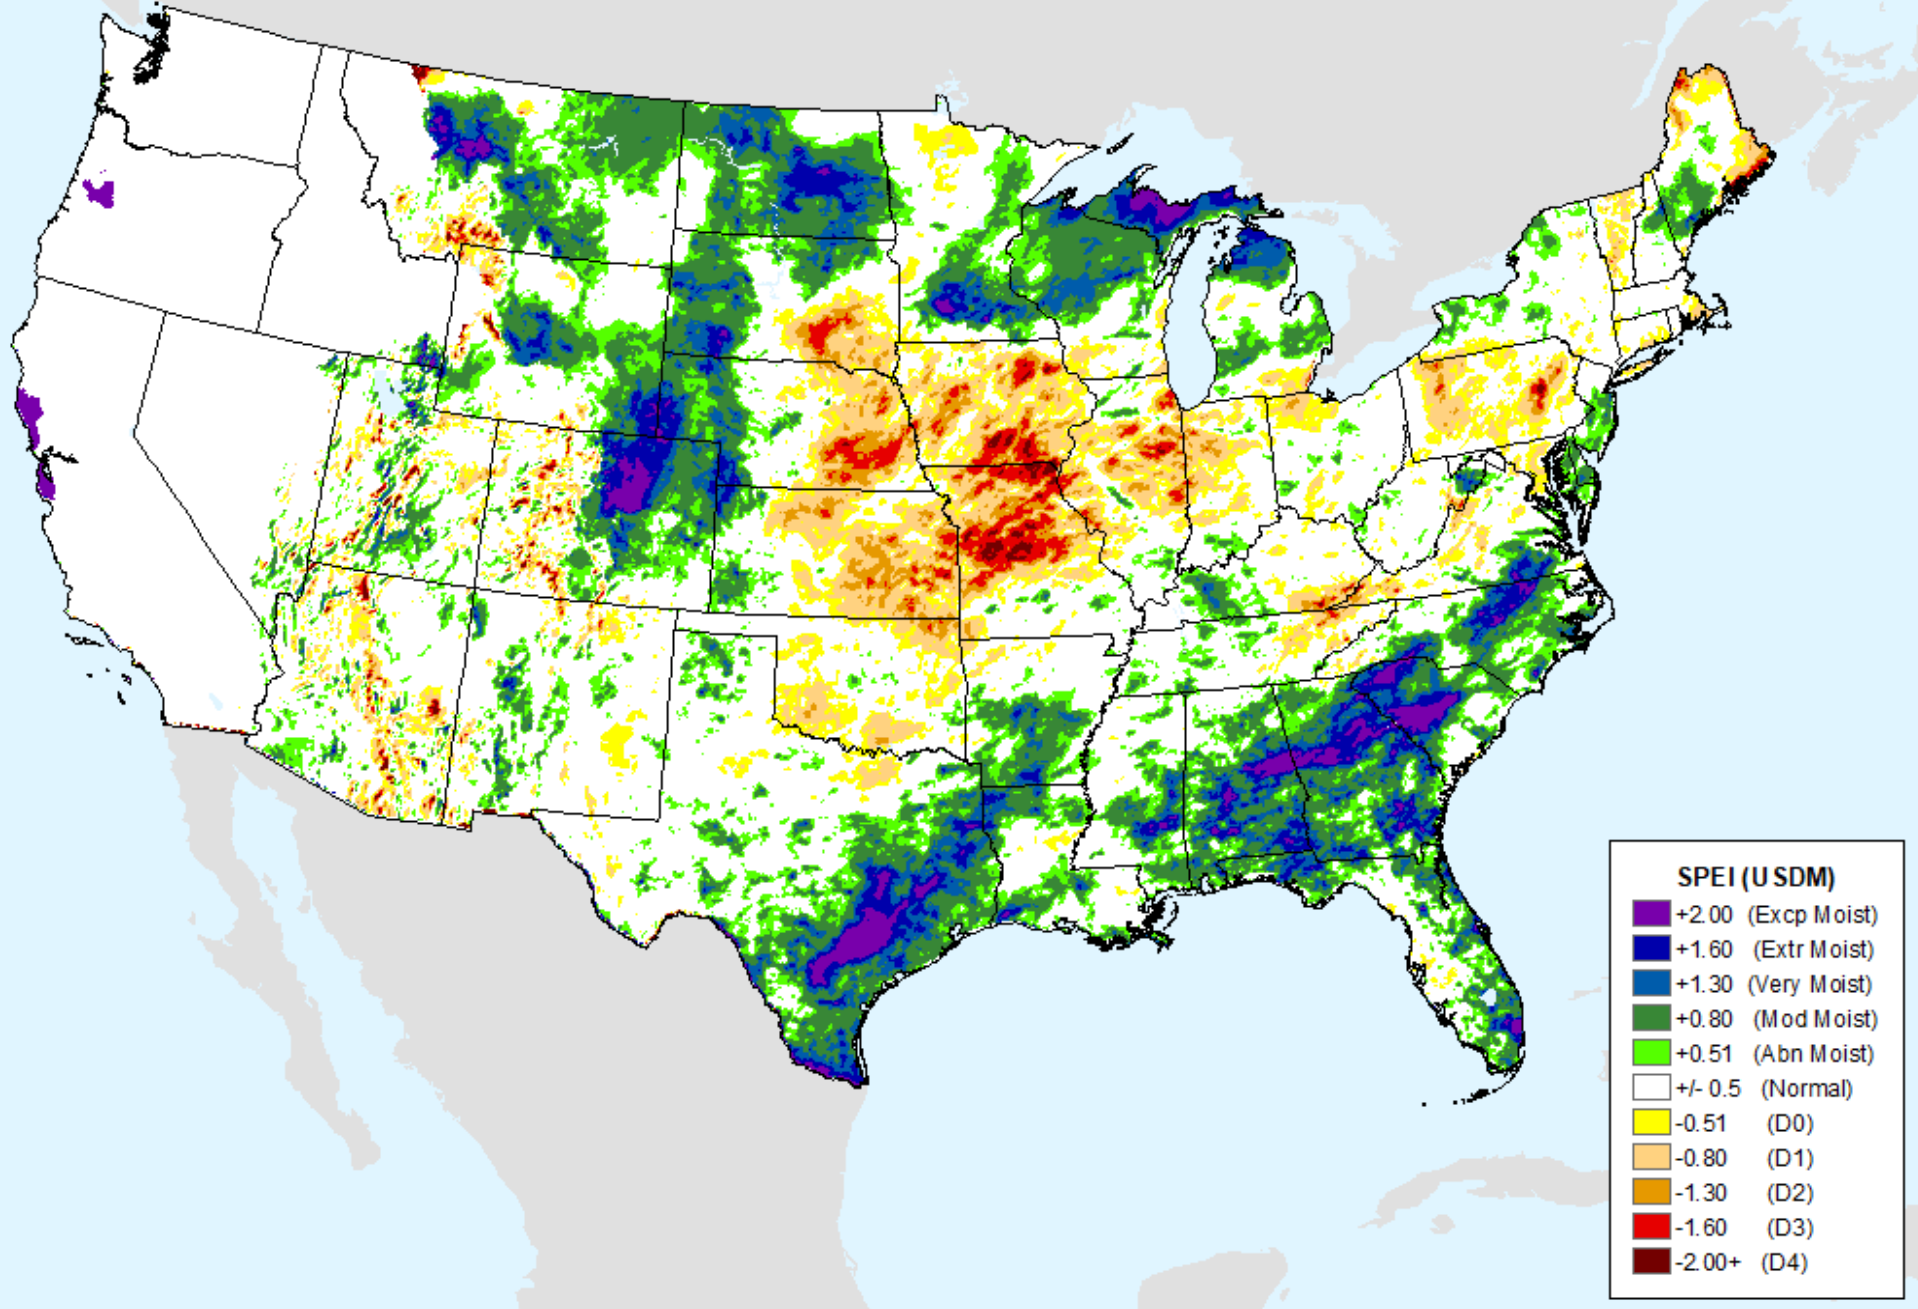 SPEI (USDM)
+2.00 (Excp Moist)
+1.60 (Extr Moist)
+1.30 (Very Moist)
+0.80 (Mod Moist)
+0.51 (Abn Moist)
+/- 0.5 (Normal)
-0.51 (D0)
-0.80 (D1)
-1.30 (D2)
-1.60 (D3)
-2.00+ (D4)